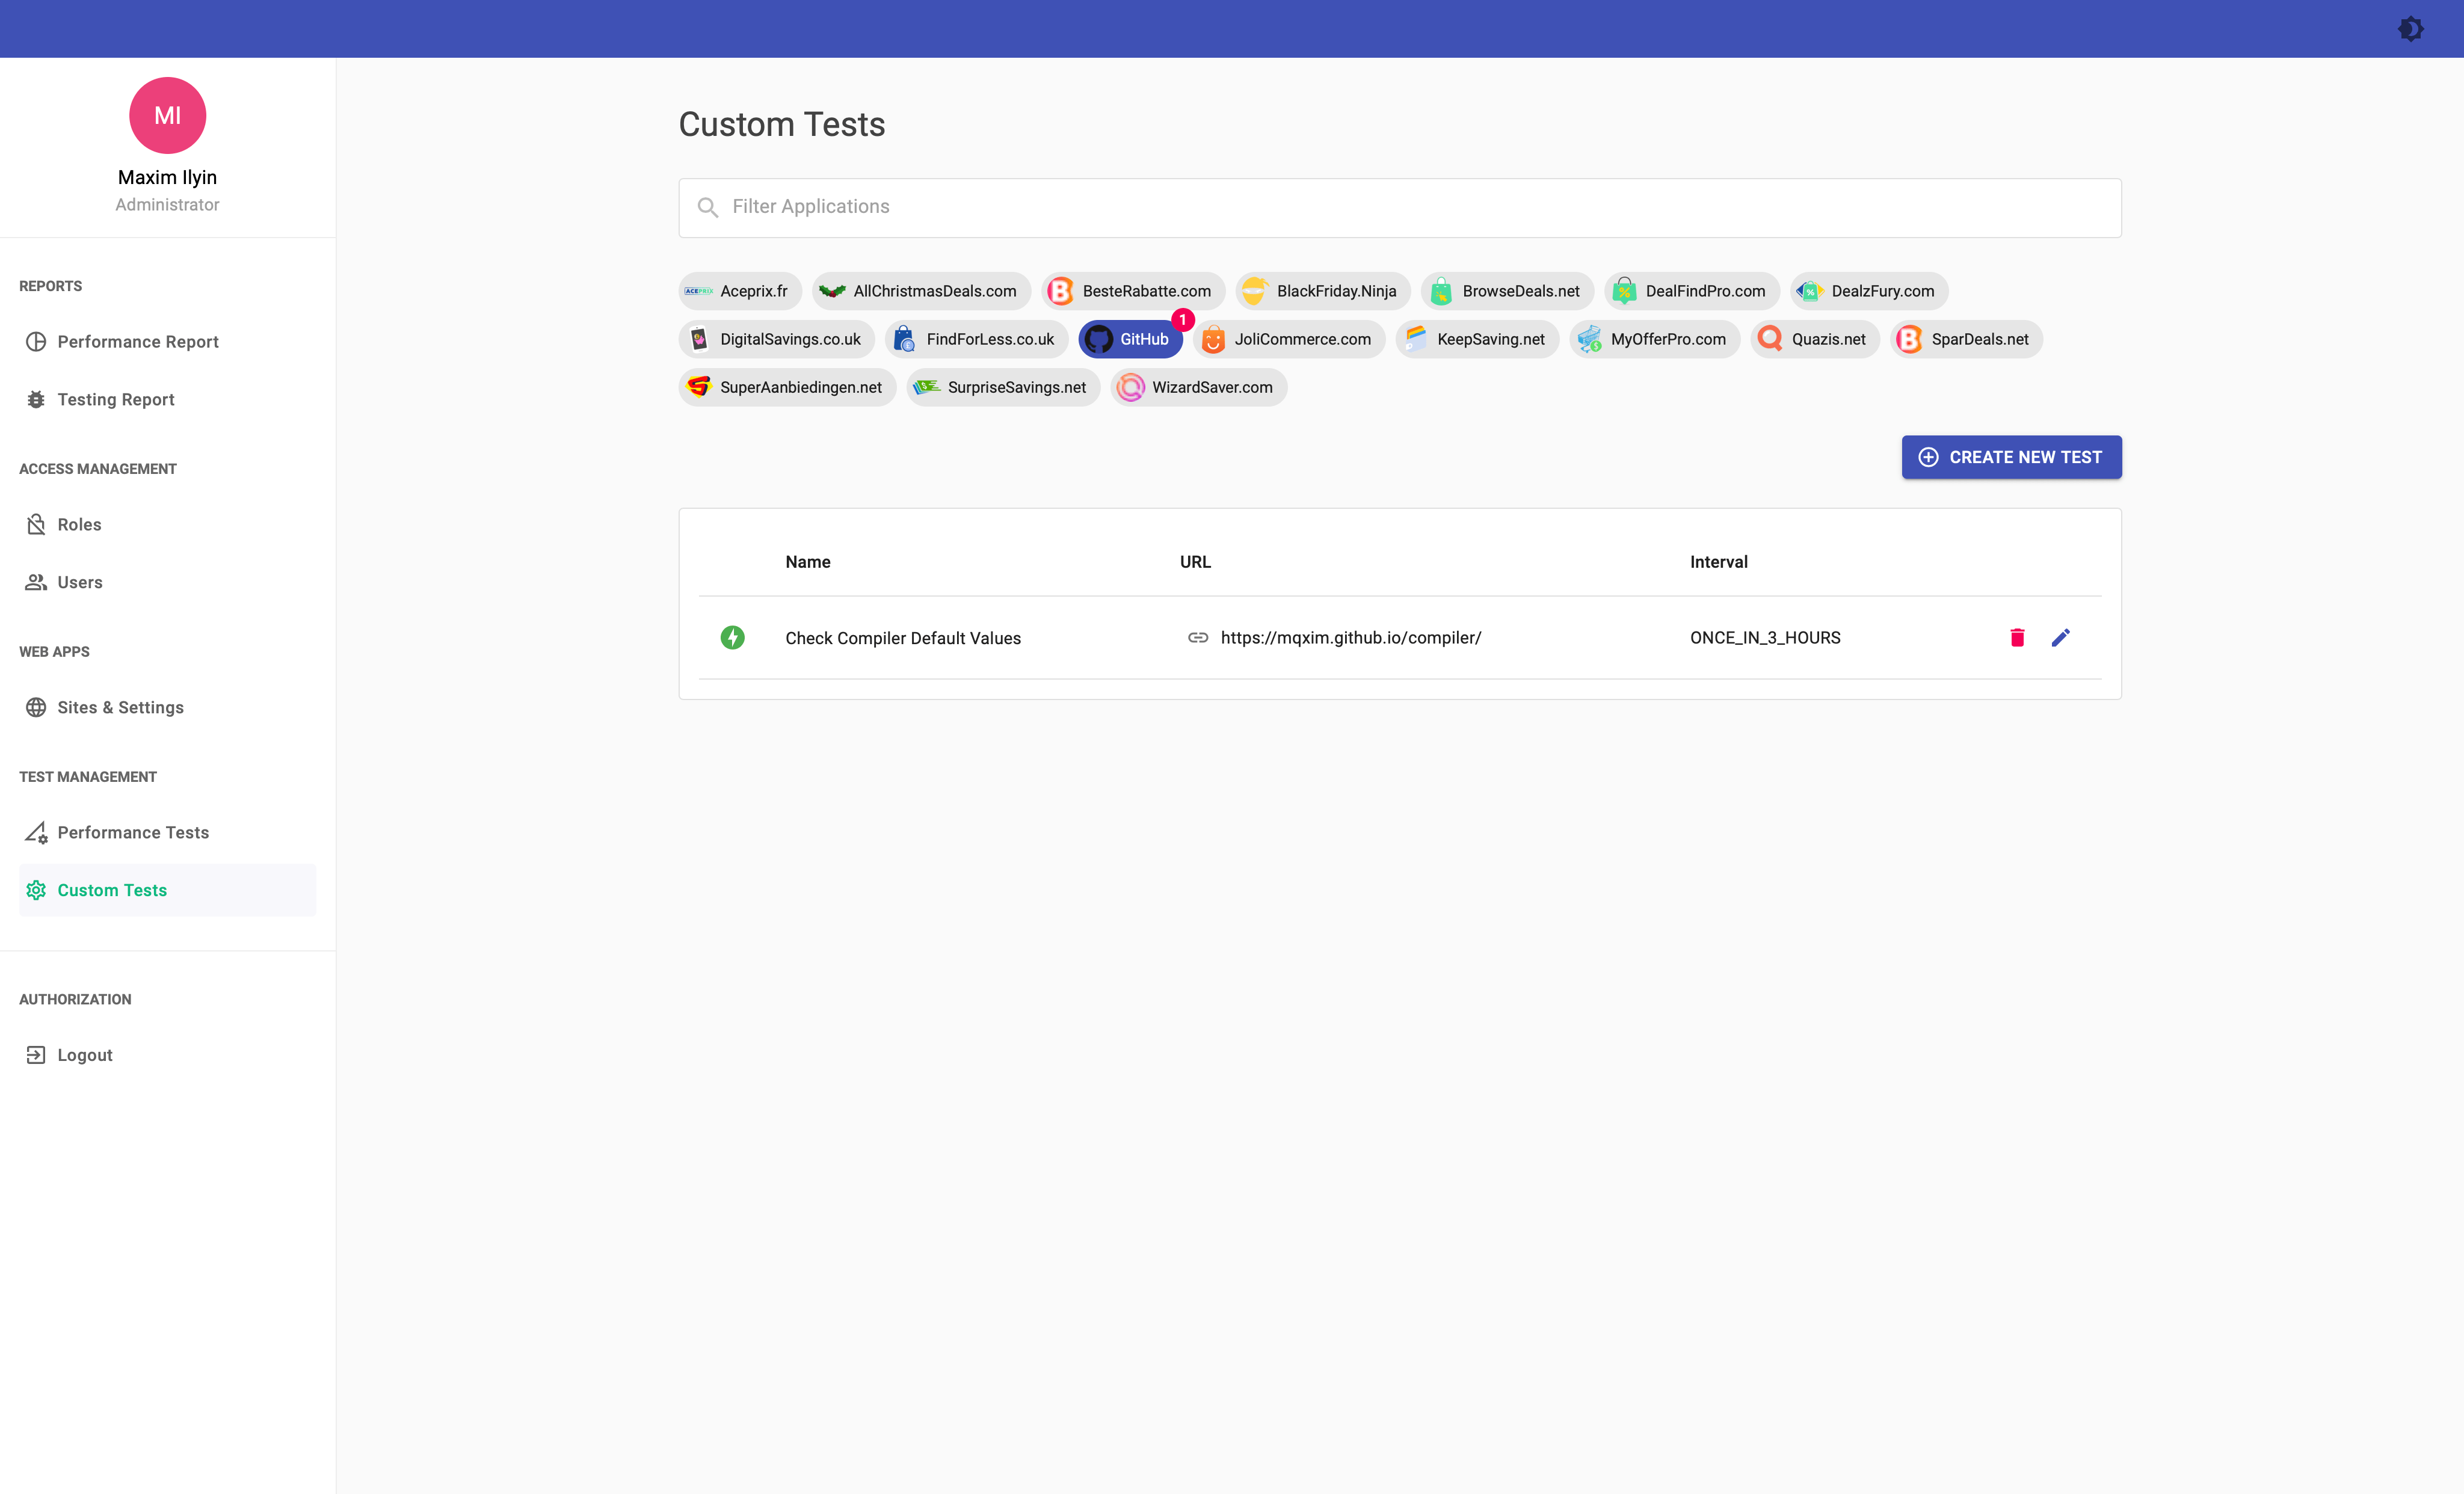 MI
Maxim Ilyin
Administrator
REPORTS
Performance Report
Testing Report
ACCESS MANAGEMENT
Roles
Users
WEB APPS
Sites & Settings
TEST MANAGEMENT
Performance Tests
Custom Tests
AUTHORIZATION
Logout
Custom Tests
Filter Applications
ACEPRIX Aceprix.fr AllChristmasDeals.com B BesteRabatte.com BlackFriday.Ninja BrowseDeals.net % DealFindPro.com % DealzFury.com
DigitalSavings.co.uk £ FindForLess.co.uk GitHub 1 JoliCommerce.com KeepSaving.net $ MyOfferPro.com Quazis.net B SparDeals.net
S SuperAanbiedingen.net SurpriseSavings.net WizardSaver.com
CREATE NEW TEST
Name URL Interval
Check Compiler Default Values https://mqxim.github.io/compiler/ ONCE_IN_3_HOURS